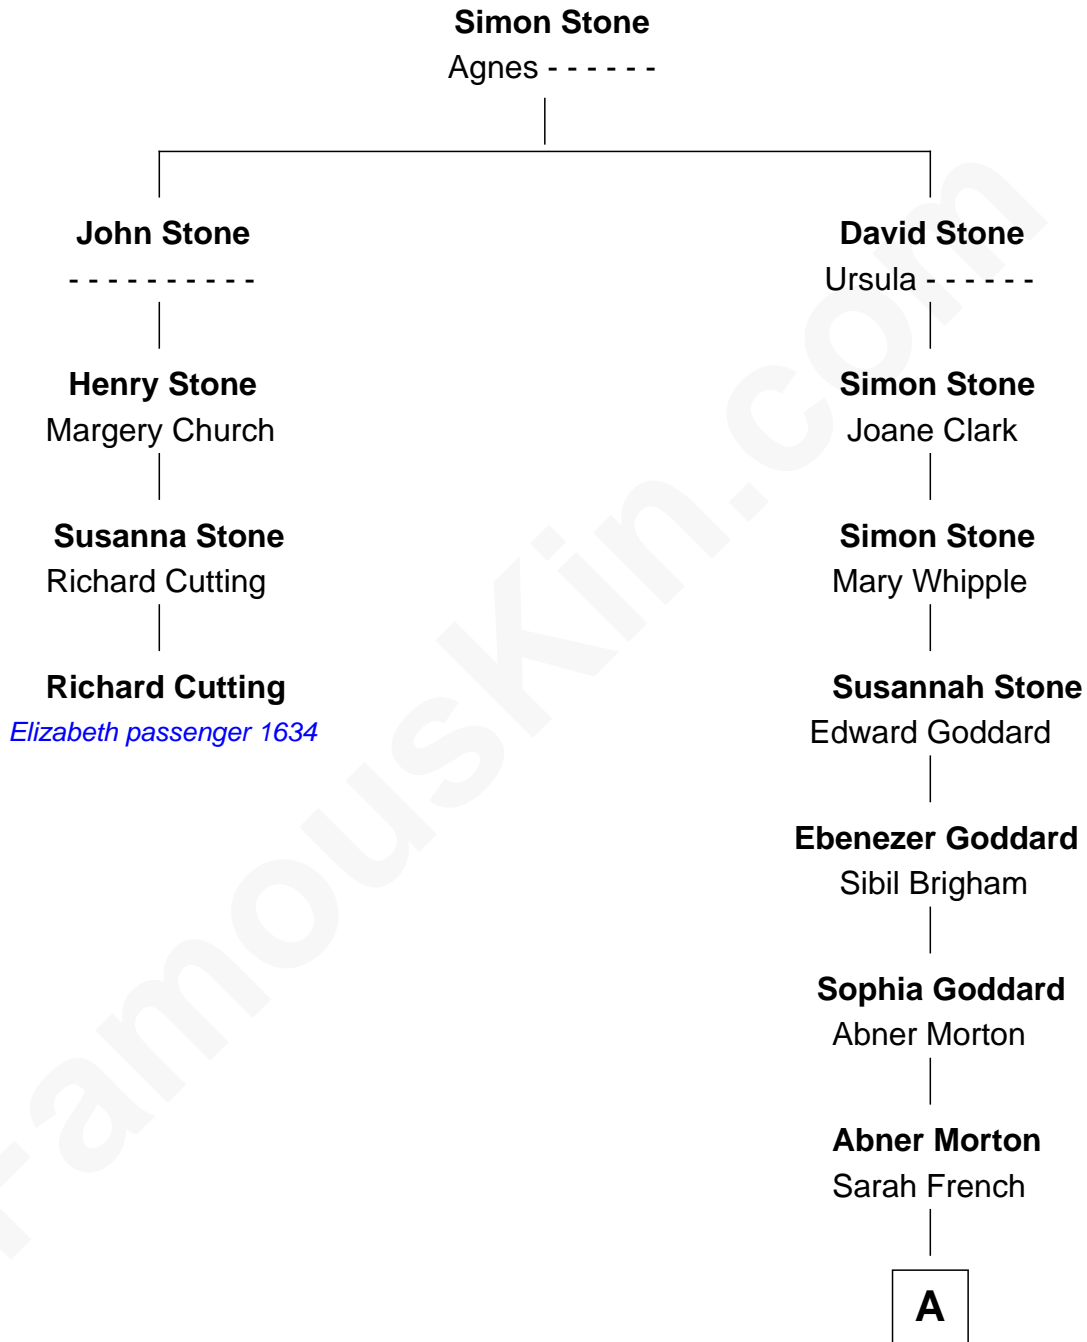 Simon Stone
Agnes - - - - - -
John Stone
- - - - - - - - - -
David Stone
Ursula - - - - - -
Henry Stone
Margery Church
Simon Stone
Joane Clark
Susanna Stone
Richard Cutting
Simon Stone
Mary Whipple
Richard Cutting
Elizabeth passenger 1634
Susannah Stone
Edward Goddard
Ebenezer Goddard
Sibil Brigham
Sophia Goddard
Abner Morton
Abner Morton
Sarah French
A
FamousKin.com